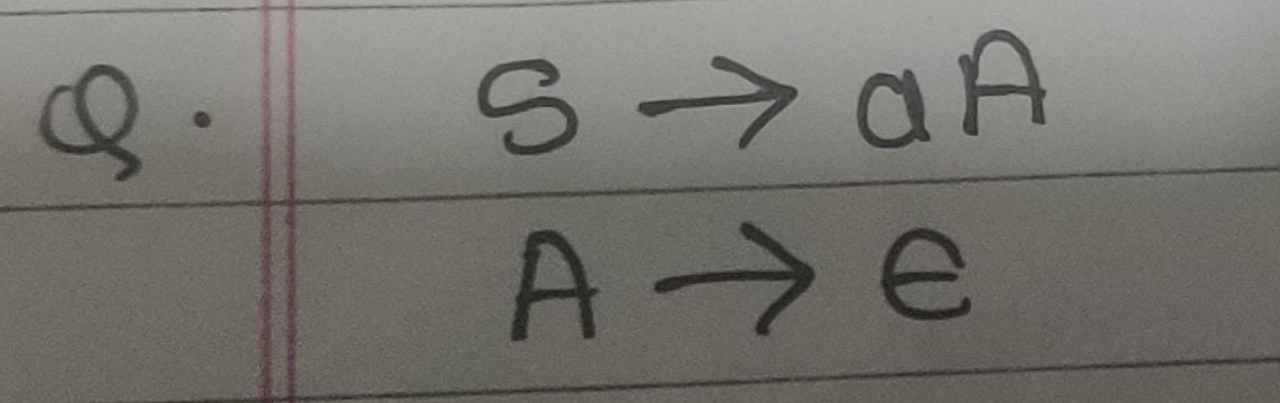 Q. S → aA
A → ∈